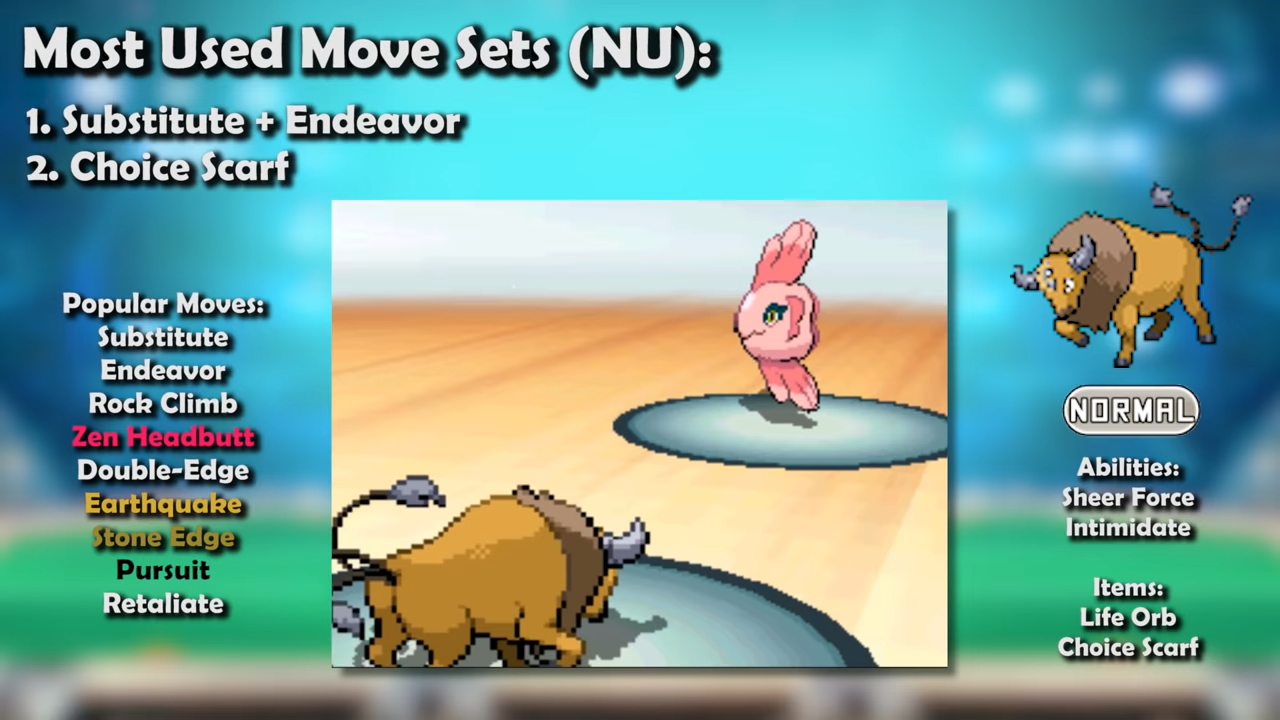 Most Used Move Sets (NU):
1. Substitute + Endeavor
2. Choice Scarf
Popular Moves:
Substitute
Endeavor
Rock Climb
Zen Headbutt
Double-Edge
Earthquake
Stone Edge
Pursuit
Retaliate
NORMAL
Abilities:
Sheer Force
Intimidate
Items:
Life Orb
Choice Scarf